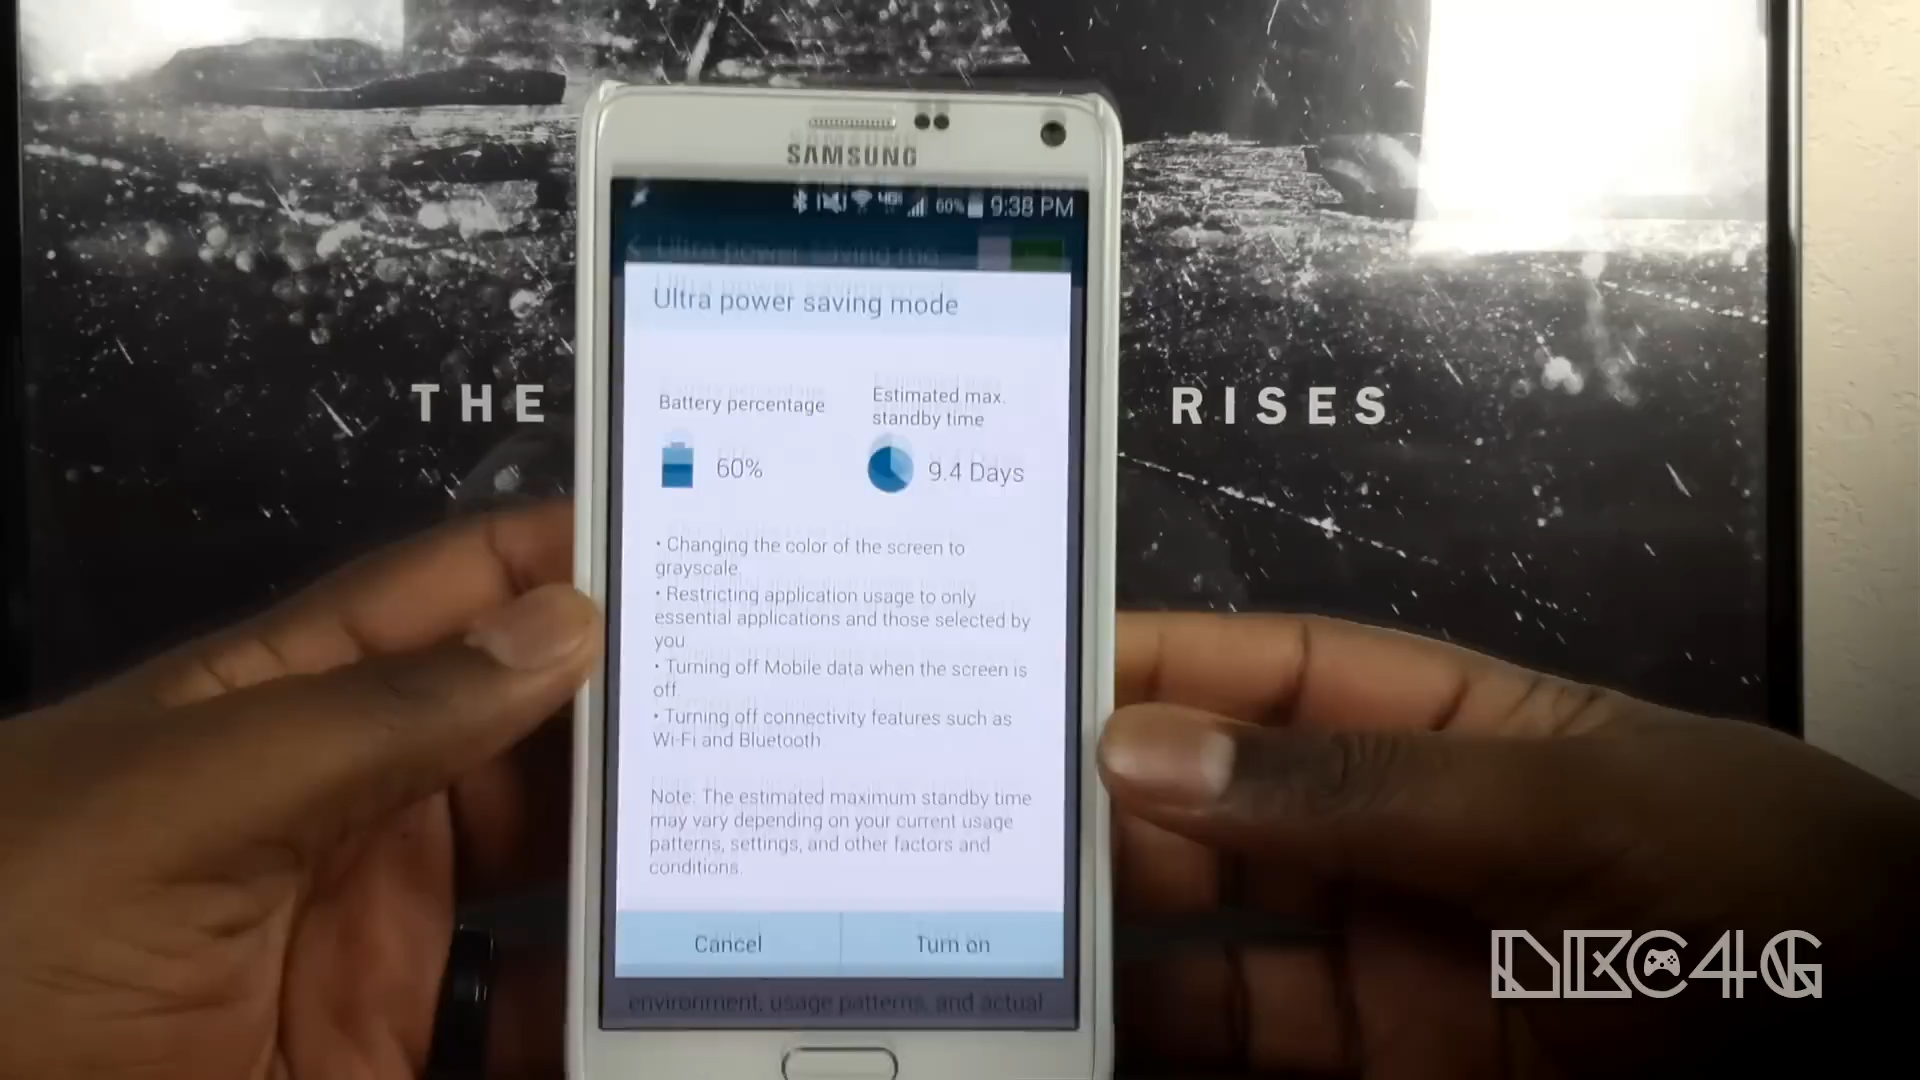 SAMSUNG
60% 9:38 PM
Ultra power saving mo
Ultra power saving mode
Battery percentage
Estimated max.
standby time
60%
9.4 Days
• Changing the color of the screen to
grayscale.
• Restricting application usage to only
essential applications and those selected by
you.
• Turning off Mobile data when the screen is
off.
• Turning off connectivity features such as
Wi-Fi and Bluetooth
Note: The estimated maximum standby time
may vary depending on your current usage
patterns, settings, and other factors and
conditions.
Cancel
Turn on
environment, usage patterns, and actual
THE
RISES